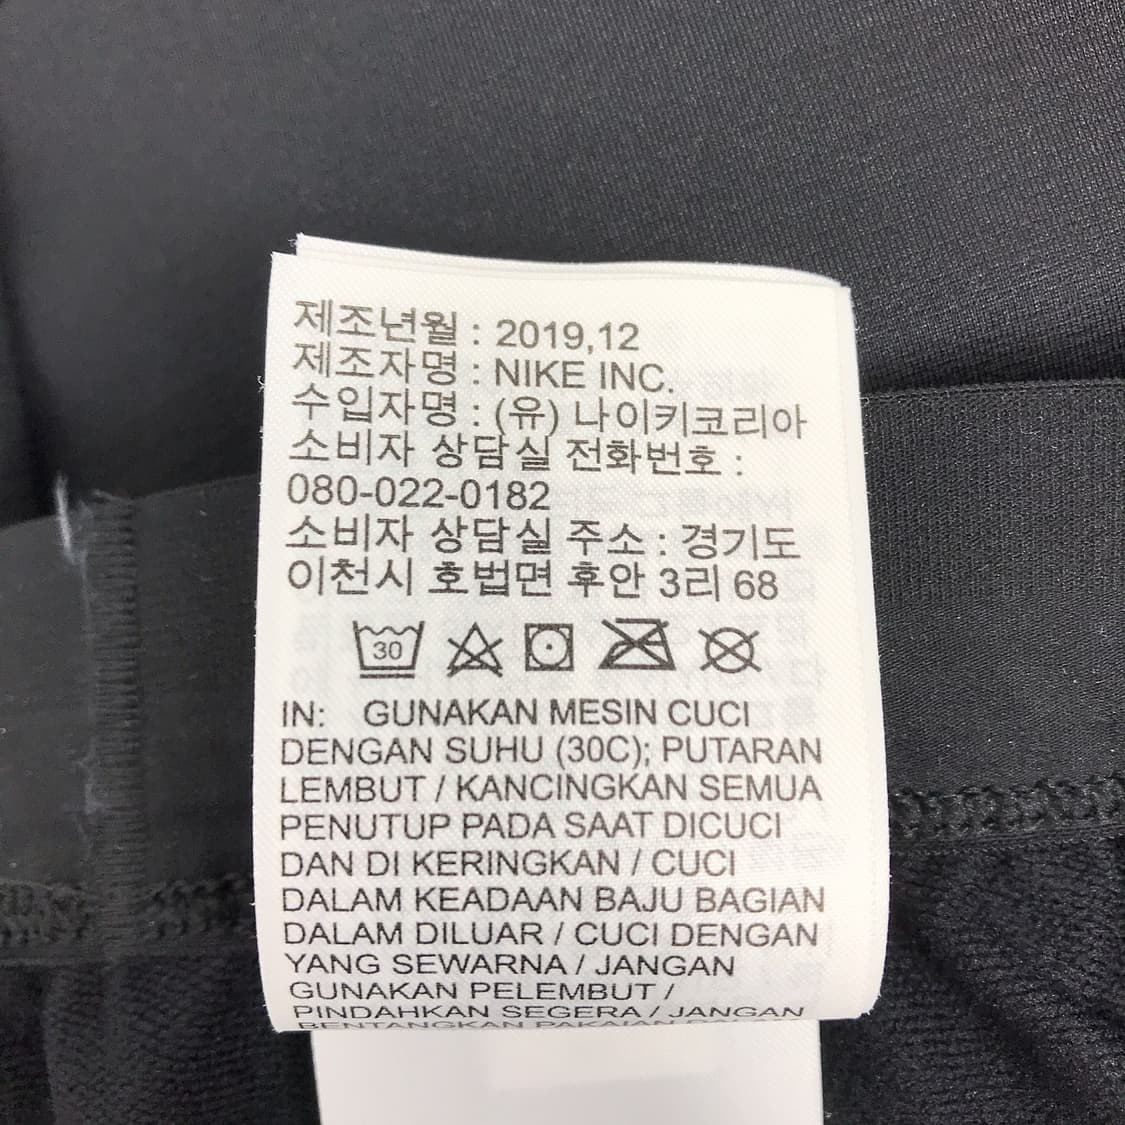 제조년월 : 2019,12
제조자명 : NIKE INC.
수입자명 : (유) 나이키코리아
소비자 상담실 전화번호 :
080-022-0182
소비자 상담실 주소 : 경기도
이천시 호법면 후안 3리 68
30
IN: GUNAKAN MESIN CUCI
DENGAN SUHU (30C); PUTARAN
LEMBUT / KANCINGKAN SEMUA
PENUTUP PADA SAAT DICUCI
DAN DI KERINGKAN / CUCI
DALAM KEADAAN BAJU BAGIAN
DALAM DILUAR / CUCI DENGAN
YANG SEWARNA / JANGAN
GUNAKAN PELEMBUT /
PINDAHKAN SEGERA / JANGAN
BENTANGKAN PAKAIAN